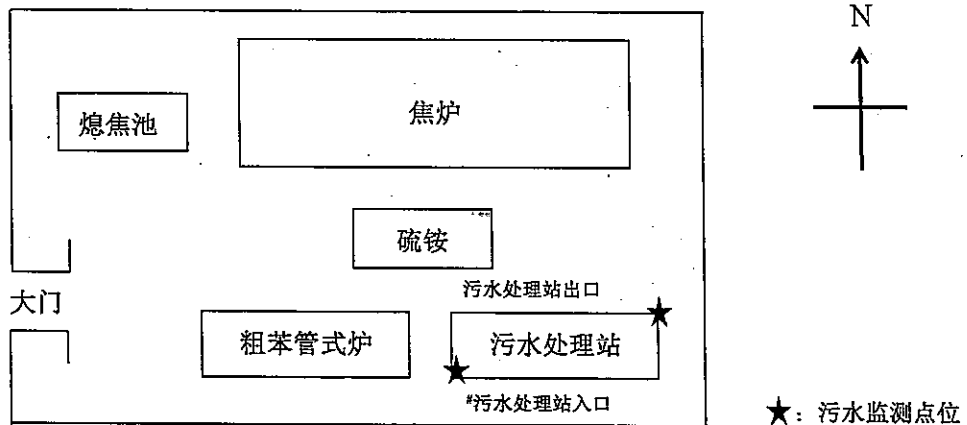 N
焦炉
熄焦池
硫铵
污水处理站出口
大门
粗苯管式炉
污水处理站
#污水处理站入口
★：污水监测点位